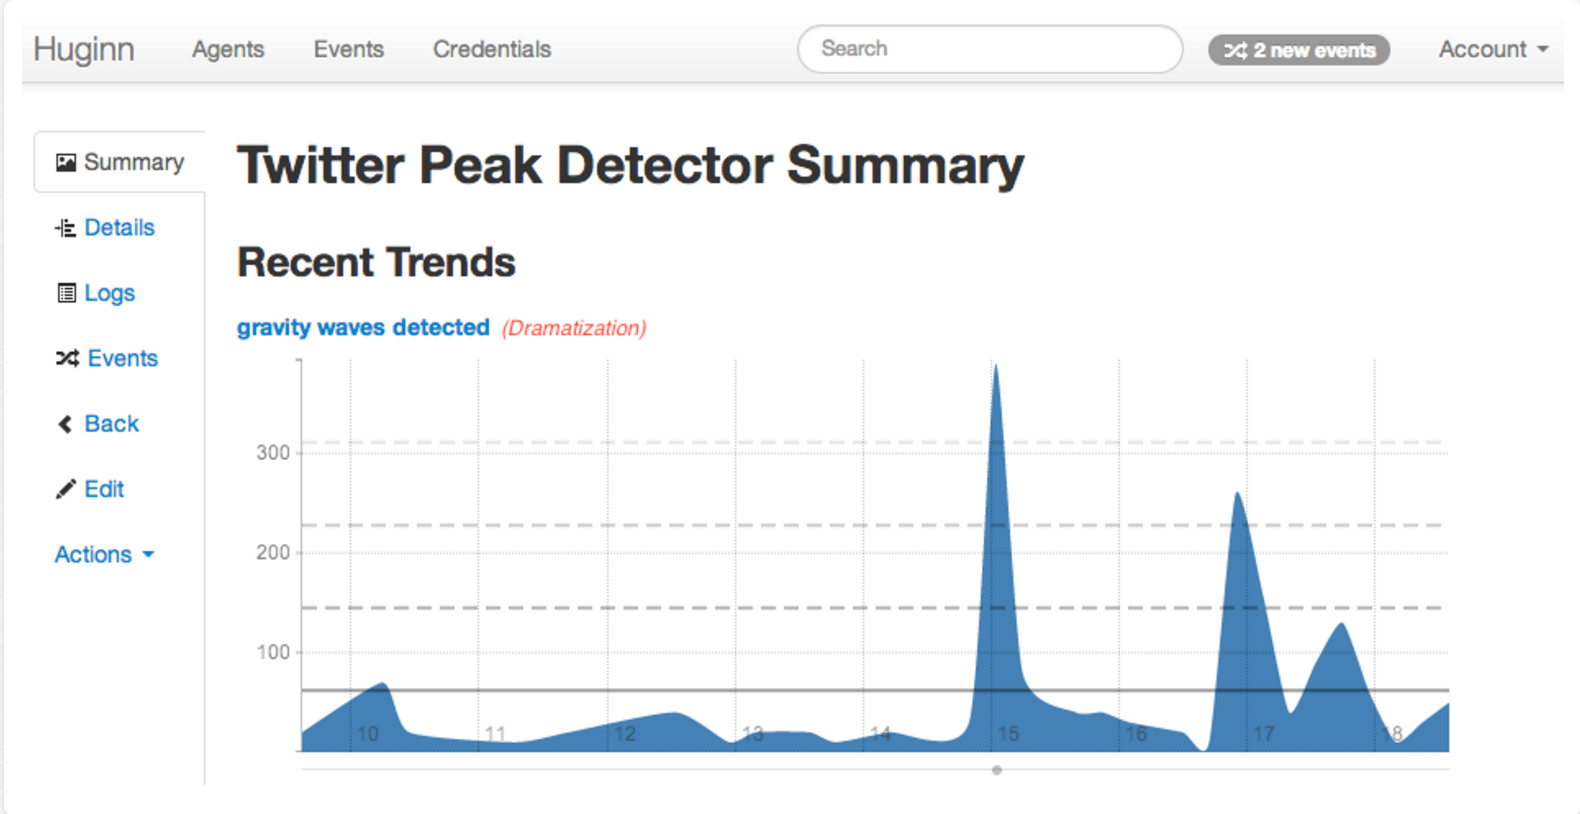 Huginn Agents Events Credentials Search 2 new events Account
Summary
Details
Logs
Events
Back
Edit
Actions
Twitter Peak Detector Summary
Recent Trends
gravity waves detected (Dramatization)
300
200
100
10 11 12 13 14 15 16 17 18